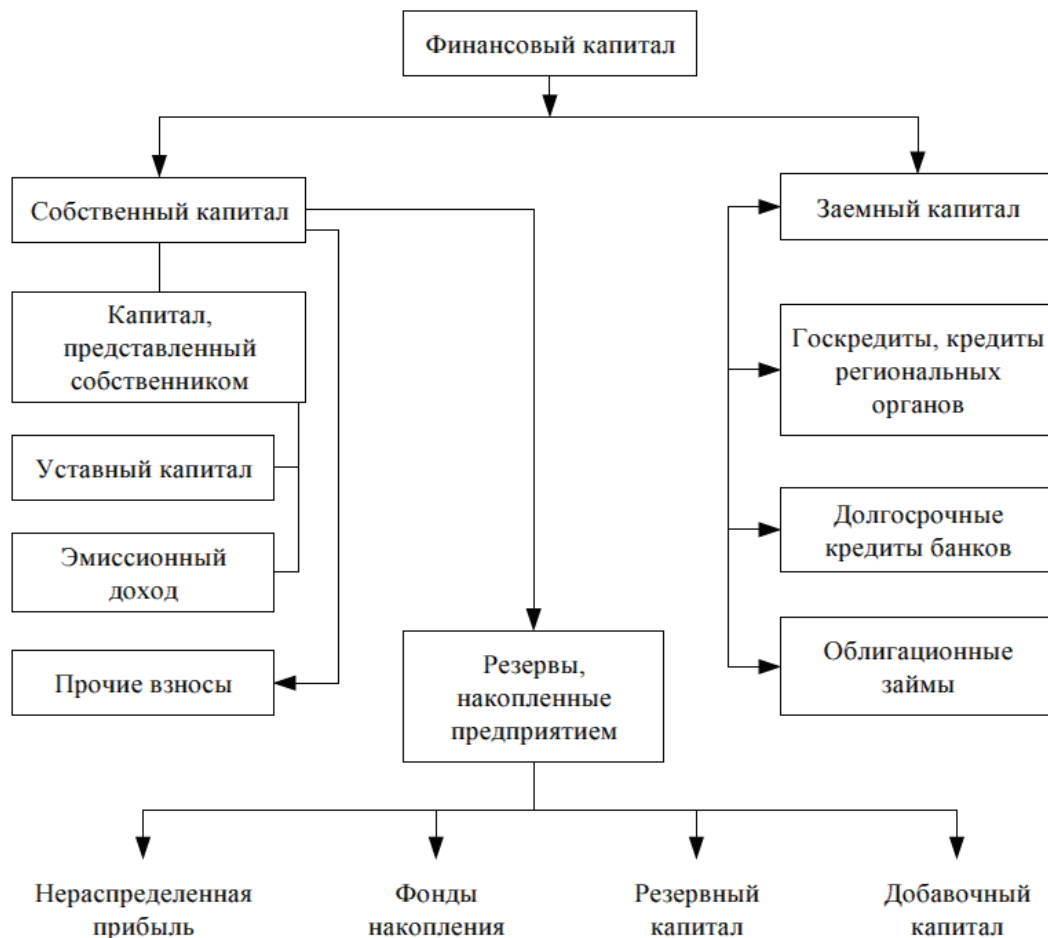 Финансовый капитал
Собственный капитал
Заемный капитал
Капитал,
представленный
собственником
Госкредиты, кредиты
региональных
органов
Уставный капитал
Долгосрочные
кредиты банков
Эмиссионный
доход
Прочие взносы
Резервы,
накопленные
предприятием
Облигационные
займы
Нераспределенная
прибыль
Фонды
накопления
Резервный
капитал
Добавочный
капитал